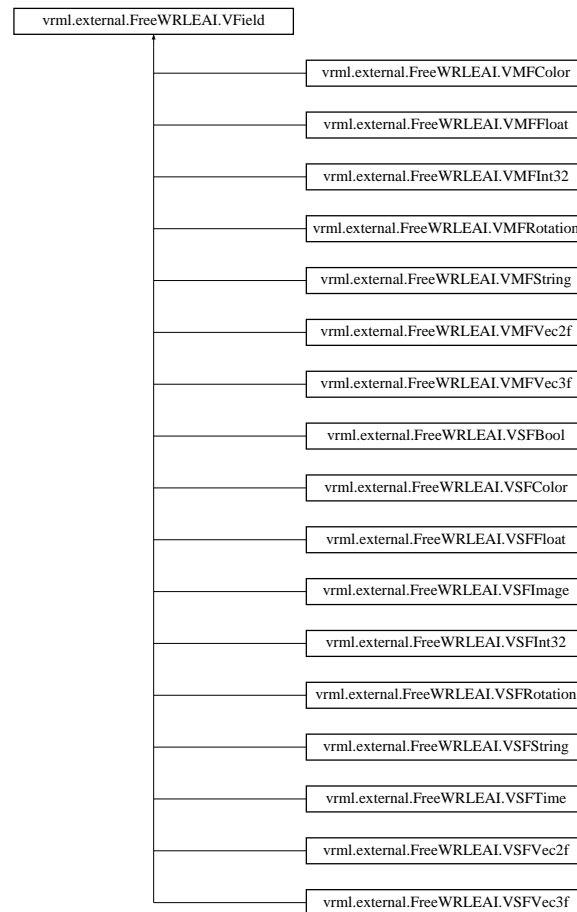 vrml.external.FreeWRLEAI.VField
vrml.external.FreeWRLEAI.VMFColor
vrml.external.FreeWRLEAI.VMFFloat
vrml.external.FreeWRLEAI.VMFInt32
vrml.external.FreeWRLEAI.VMFRotation
vrml.external.FreeWRLEAI.VMFString
vrml.external.FreeWRLEAI.VMFVec2f
vrml.external.FreeWRLEAI.VMFVec3f
vrml.external.FreeWRLEAI.VSFBool
vrml.external.FreeWRLEAI.VSFColor
vrml.external.FreeWRLEAI.VSFFloat
vrml.external.FreeWRLEAI.VSFImage
vrml.external.FreeWRLEAI.VSFInt32
vrml.external.FreeWRLEAI.VSFRotation
vrml.external.FreeWRLEAI.VSFString
vrml.external.FreeWRLEAI.VSFTime
vrml.external.FreeWRLEAI.VSFVec2f
vrml.external.FreeWRLEAI.VSFVec3f